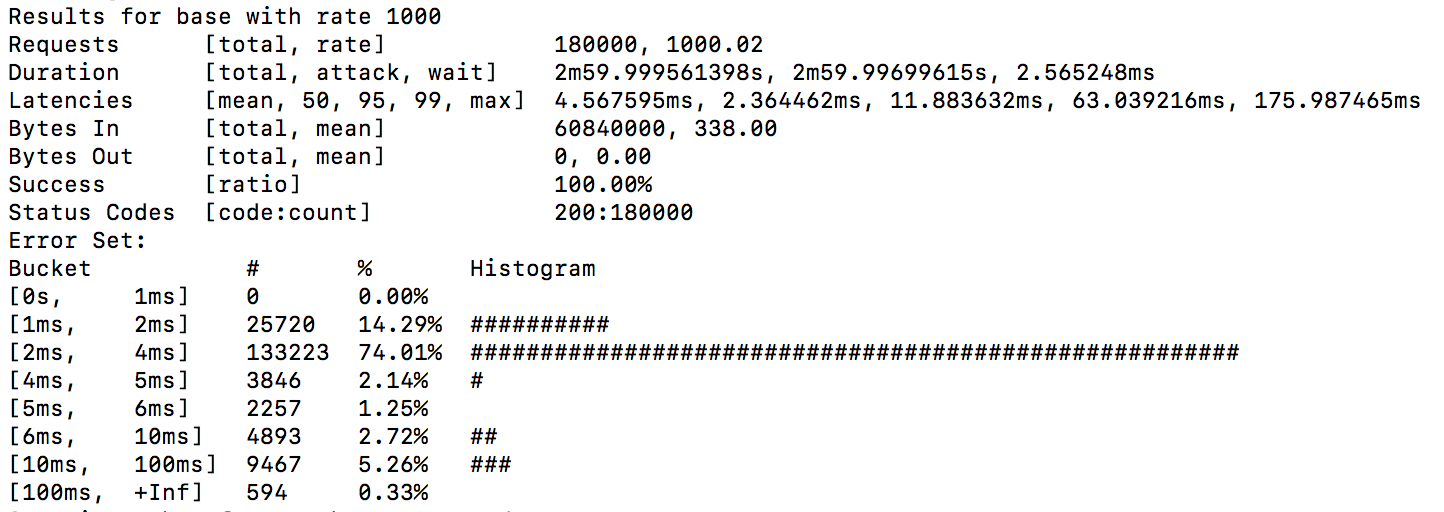 Results for base with rate 1000
Requests      [total, rate]            180000, 1000.02
Duration      [total, attack, wait]    2m59.999561398s, 2m59.99699615s, 2.565248ms
Latencies     [mean, 50, 95, 99, max]  4.567595ms, 2.364462ms, 11.883632ms, 63.039216ms, 175.987465ms
Bytes In      [total, mean]            60840000, 338.00
Bytes Out     [total, mean]            0, 0.00
Success       [ratio]                  100.00%
Status Codes  [code:count]             200:180000
Error Set:
Bucket           #       %       Histogram
[0s,     1ms]    0       0.00%
[1ms,    2ms]    25720   14.29%  ##########
[2ms,    4ms]    133223  74.01%  #######################################################
[4ms,    5ms]    3846    2.14%   #
[5ms,    6ms]    2257    1.25%
[6ms,    10ms]   4893    2.72%   ##
[10ms,   100ms]  9467    5.26%   ###
[100ms,  +Inf]   594     0.33%